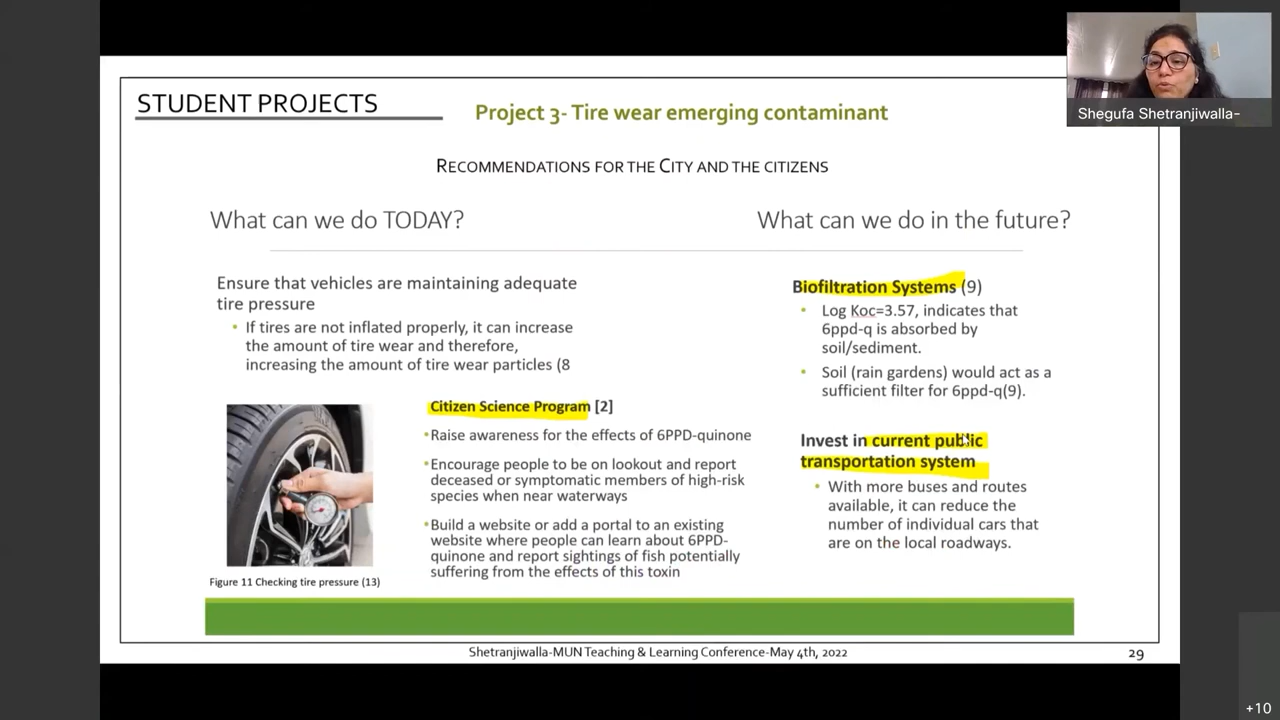 STUDENT PROJECTS
Project 3- Tire wear emerging contaminant
RECOMMENDATIONS FOR THE CITY AND THE CITIZENS
What can we do TODAY?
Ensure that vehicles are maintaining adequate
tire pressure
• If tires are not inflated properly, it can increase
the amount of tire wear and therefore,
increasing the amount of tire wear particles (8
Citizen Science Program [2]
•Raise awareness for the effects of 6PPD-quinone
•Encourage people to be on lookout and report
deceased or symptomatic members of high-risk
species when near waterways
•Build a website or add a portal to an existing
website where people can learn about 6PPD-
quinone and report sightings of fish potentially
suffering from the effects of this toxin
Figure 11 Checking tire pressure (13)
What can we do in the future?
Biofiltration Systems (9)
• Log Koc=3.57, indicates that
6ppd-q is absorbed by
soil/sediment.
• Soil (rain gardens) would act as a
sufficient filter for 6ppd-q(9).
Invest in current public
transportation system
• With more buses and routes
available, it can reduce the
number of individual cars that
are on the local roadways.
Shetranjiwalla-MUN Teaching & Learning Conference-May 4th, 2022
29
Shegufa Shetranjiwalla-
+10